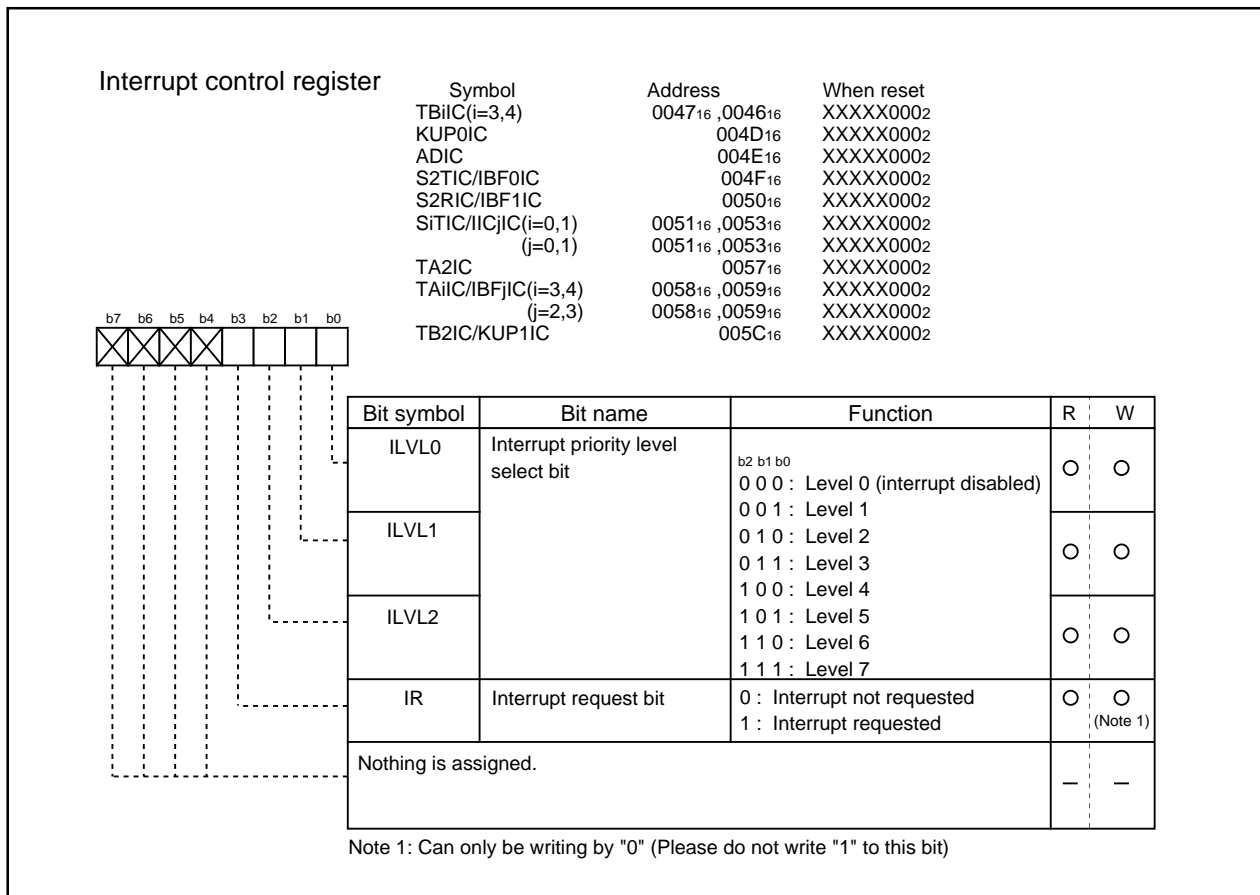 Interrupt control register
Symbol Address When reset
TBiIC(i=3,4) 004716 ,004616 XXXXX0002
KUP0IC 004D16 XXXXX0002
ADIC 004E16 XXXXX0002
S2TIC/IBF0IC 004F16 XXXXX0002
S2RIC/IBF1IC 005016 XXXXX0002
SiTIC/IICjIC(i=0,1) 005116 ,005316 XXXXX0002
(j=0,1) 005116 ,005316 XXXXX0002
TA2IC 005716 XXXXX0002
TAiIC/IBFjIC(i=3,4) 005816 ,005916 XXXXX0002
(j=2,3) 005816 ,005916 XXXXX0002
TB2IC/KUP1IC 005C16 XXXXX0002
b7 b6 b5 b4 b3 b2 b1 b0
Bit symbol Bit name Function R W
ILVL0 Interrupt priority level
select bit
b2 b1 b0
0 0 0 : Level 0 (interrupt disabled)
0 0 1 : Level 1
ILVL1 0 1 0 : Level 2
0 1 1 : Level 3
1 0 0 : Level 4
ILVL2 1 0 1 : Level 5
1 1 0 : Level 6
1 1 1 : Level 7
IR Interrupt request bit 0 : Interrupt not requested
1 : Interrupt requested (Note 1)
Nothing is assigned. – –
Note 1: Can only be writing by "0" (Please do not write "1" to this bit)